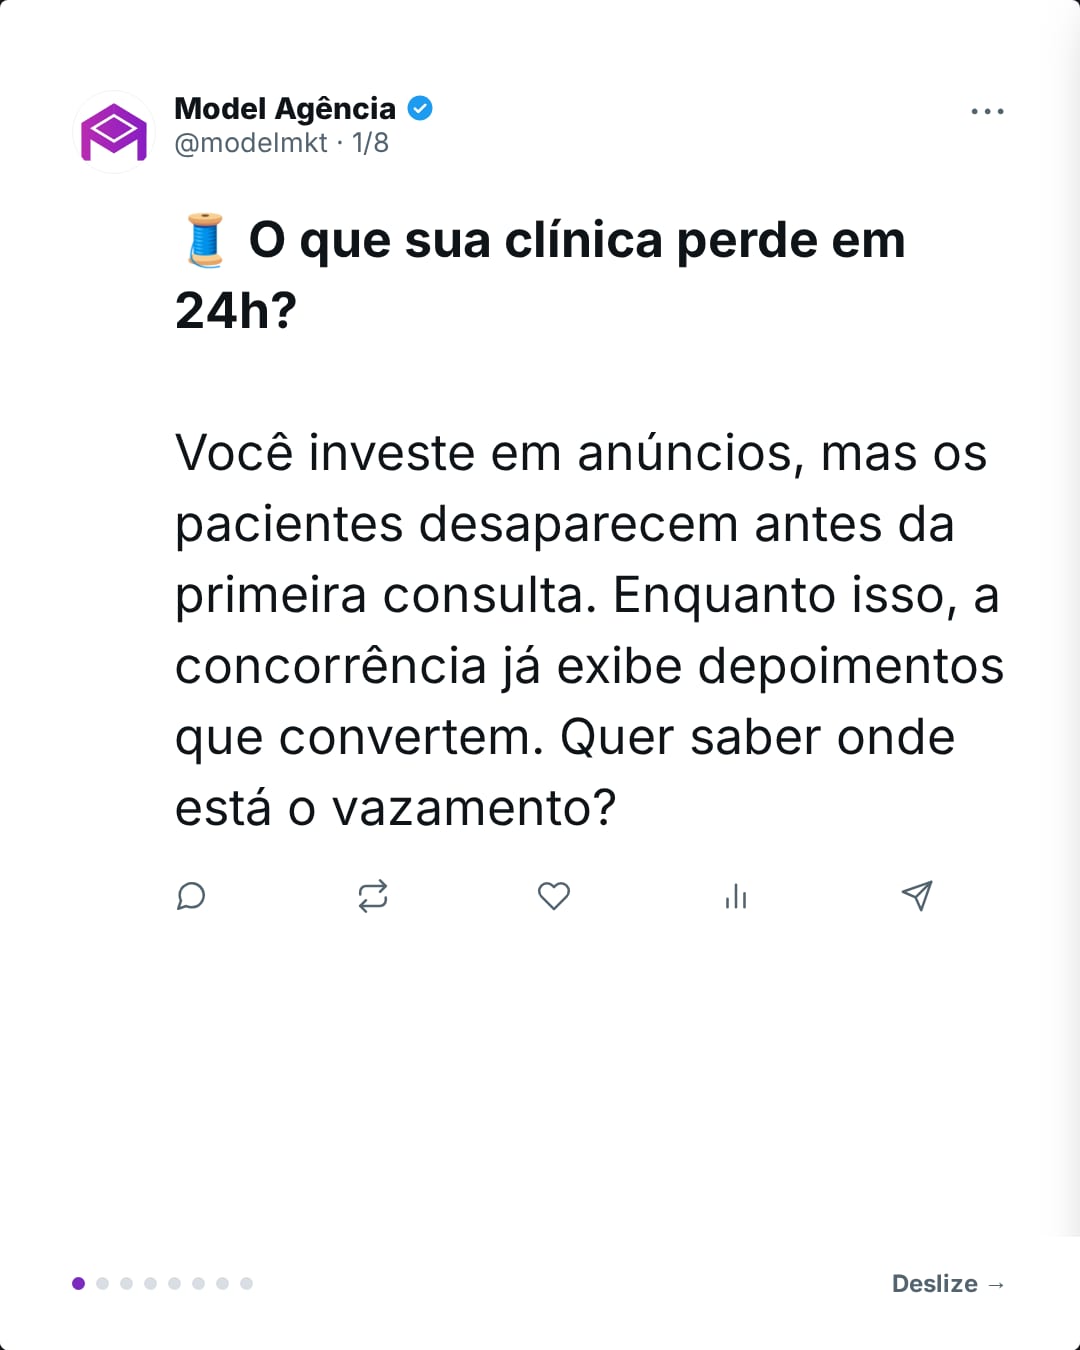 Model Agência
@modelmkt · 1/8
🧵 O que sua clínica perde em
24h?
Você investe em anúncios, mas os
pacientes desaparecem antes da
primeira consulta. Enquanto isso, a
concorrência já exibe depoimentos
que convertem. Quer saber onde
está o vazamento?
Deslize →